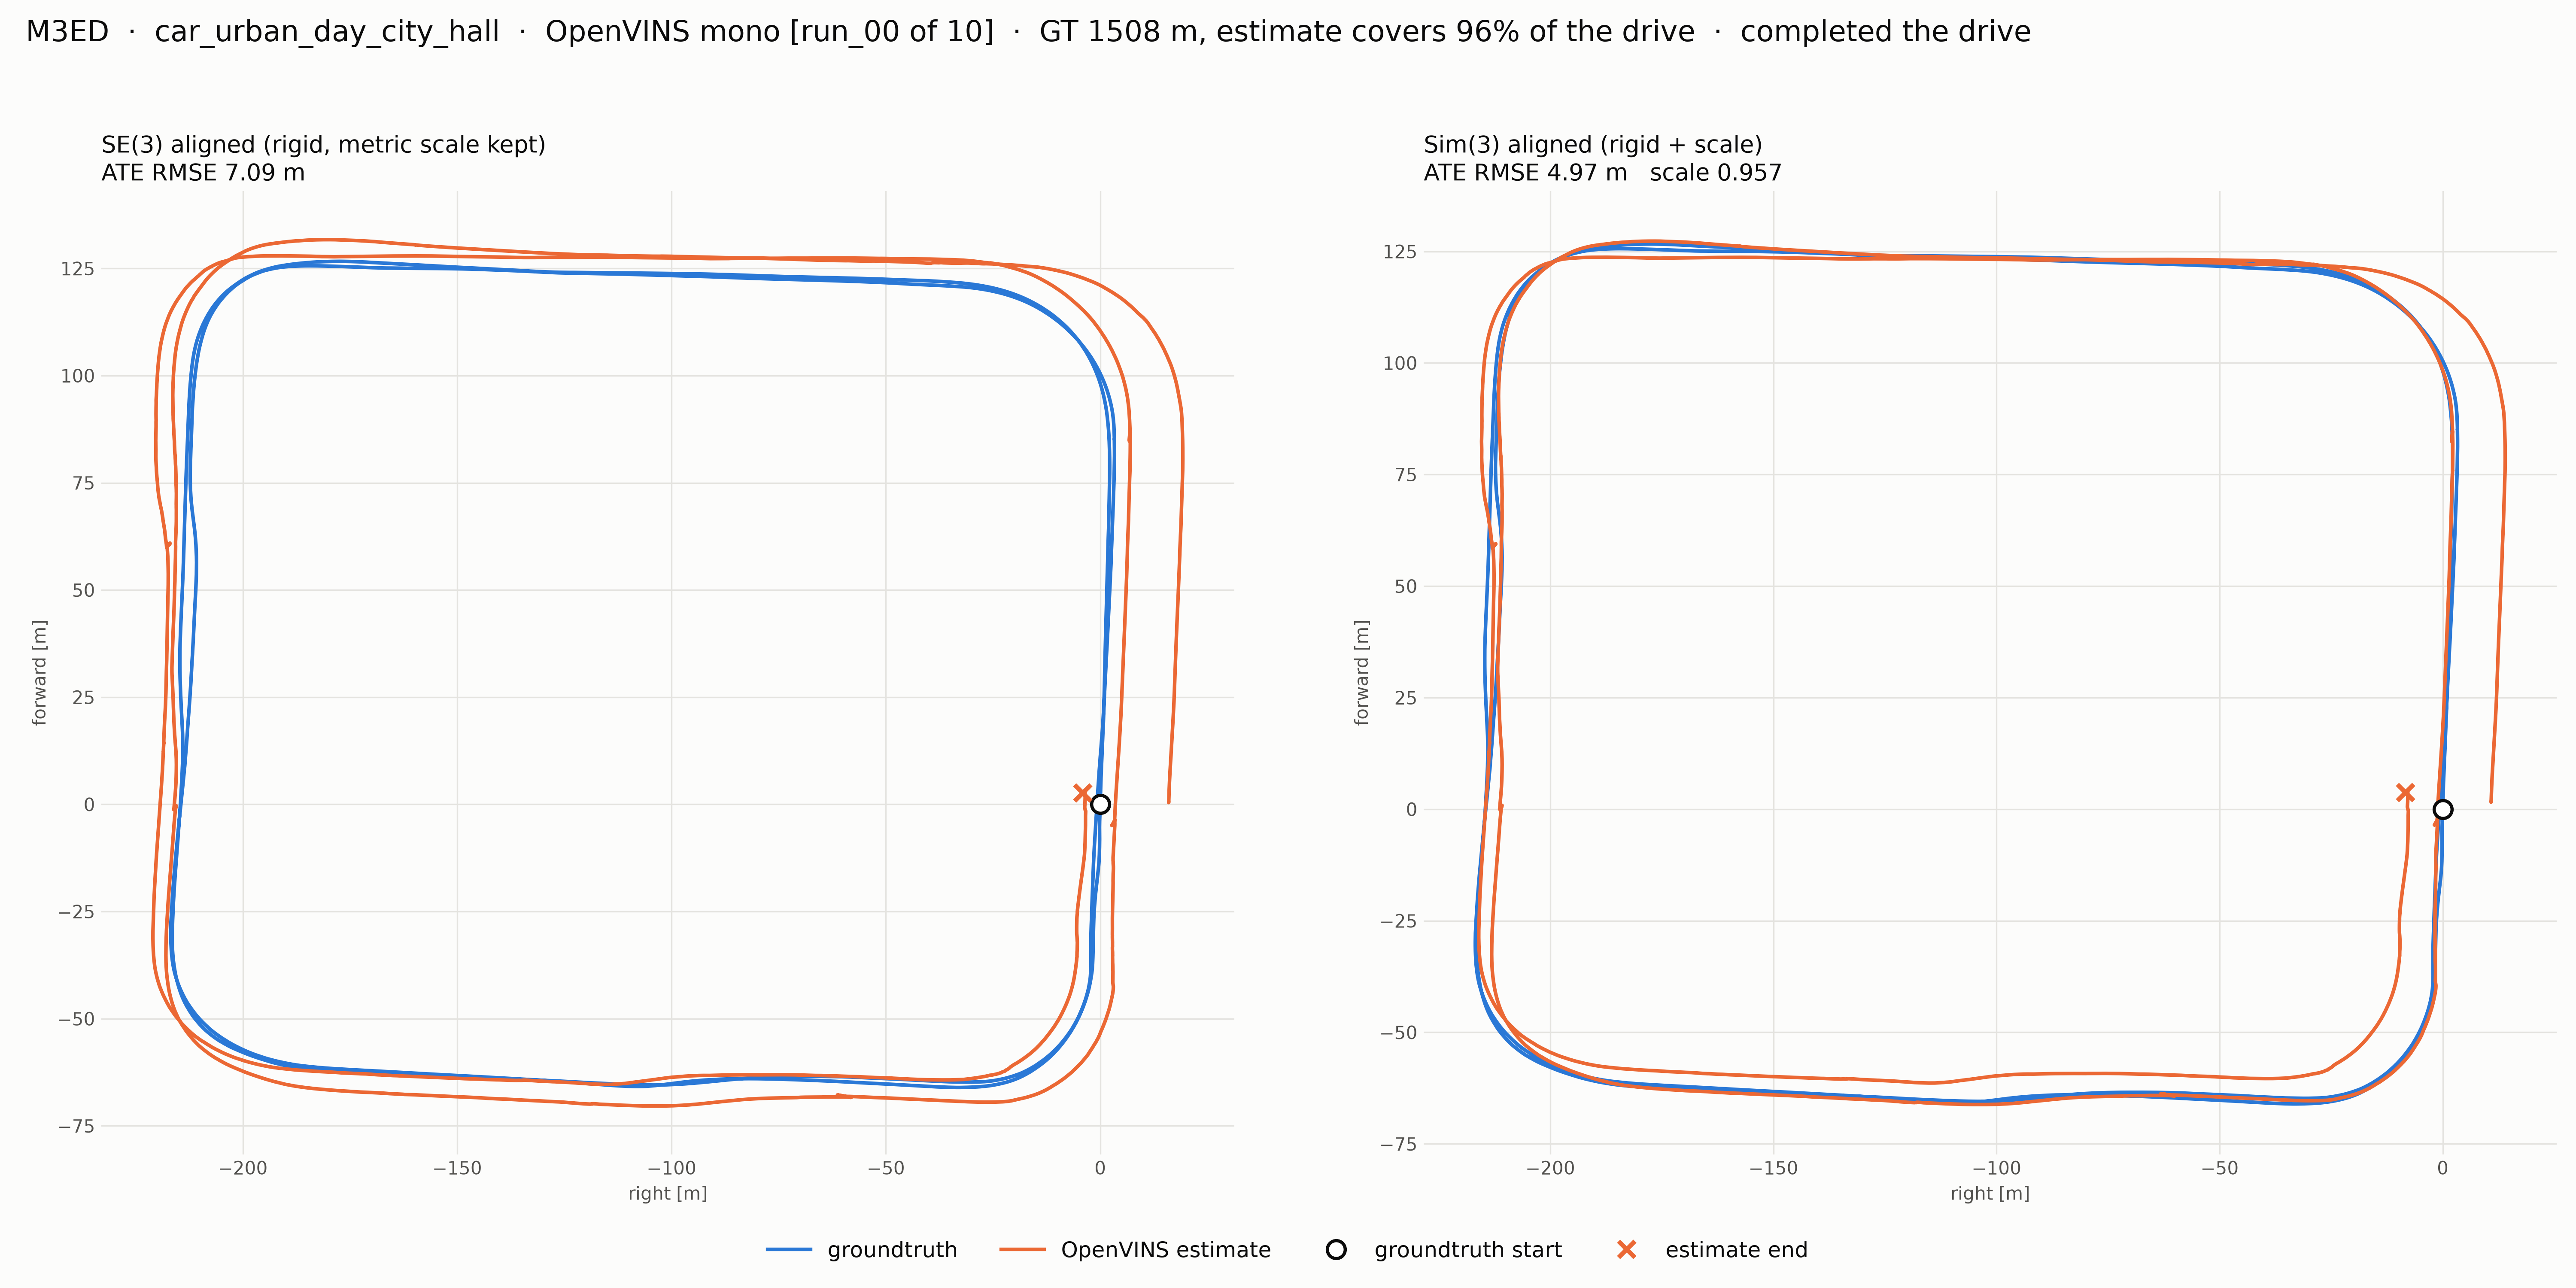 M3ED · car_urban_day_city_hall · OpenVINS mono [run_00 of 10] · GT 1508 m, estimate covers 96% of the drive · completed the drive
SE(3) aligned (rigid, metric scale kept)
ATE RMSE 7.09 m
125
100
75
50
25
0
−25
−50
−75
forward [m]
−200 −150 −100 −50 0
right [m]
Sim(3) aligned (rigid + scale)
ATE RMSE 4.97 m scale 0.957
125
100
75
50
25
0
−25
−50
−75
forward [m]
−200 −150 −100 −50 0
right [m]
groundtruth OpenVINS estimate groundtruth start estimate end